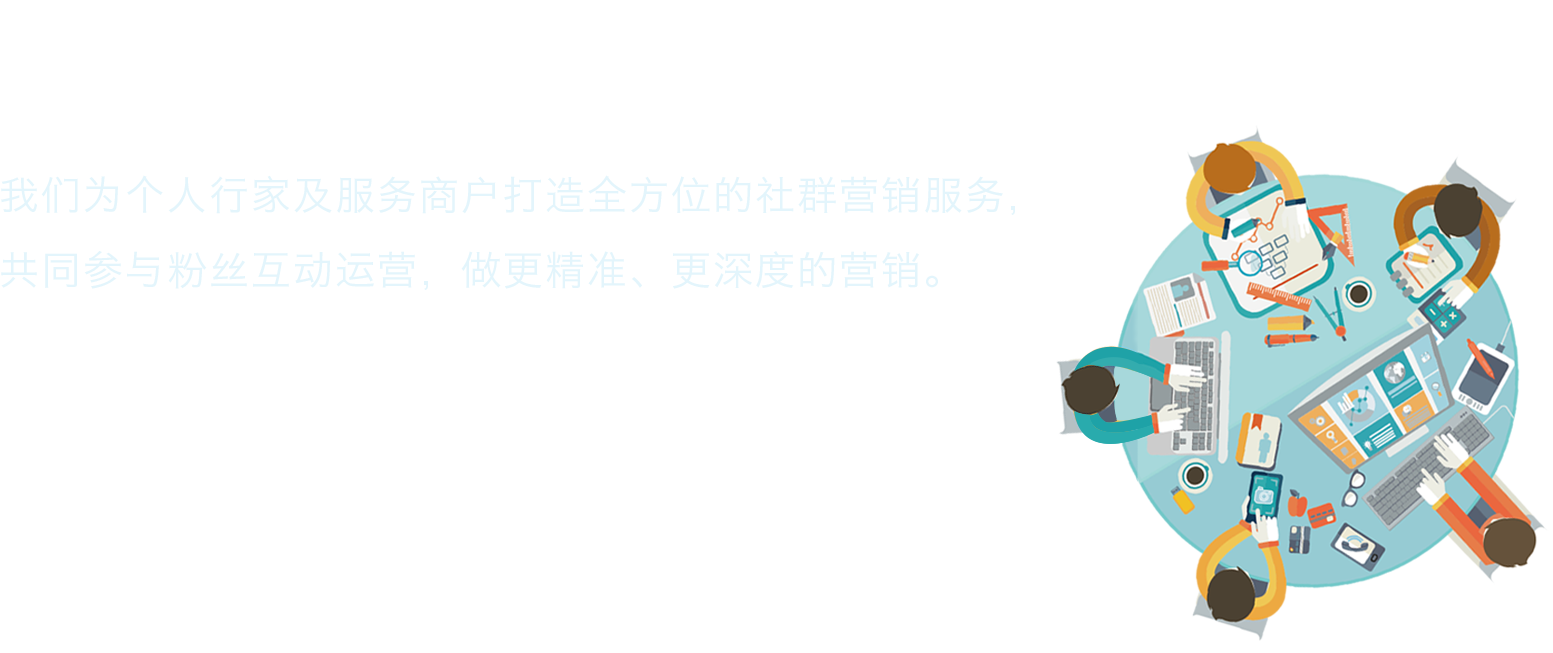 我们为个人行家及服务商户打造全方位的社群营销服务，
共同参与粉丝互动运营，做更精准、更深度的营销。